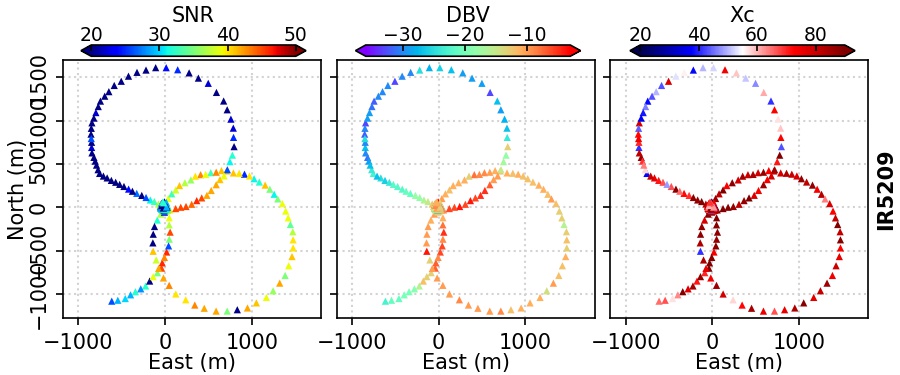 SNR DBV Xc
20 30 40 50 −30 −20 −10 20 40 60 80
1500
1000
500
0
−500
−1000
North (m)
IR5209
−1000 0 1000 −1000 0 1000 −1000 0 1000
East (m) East (m) East (m)